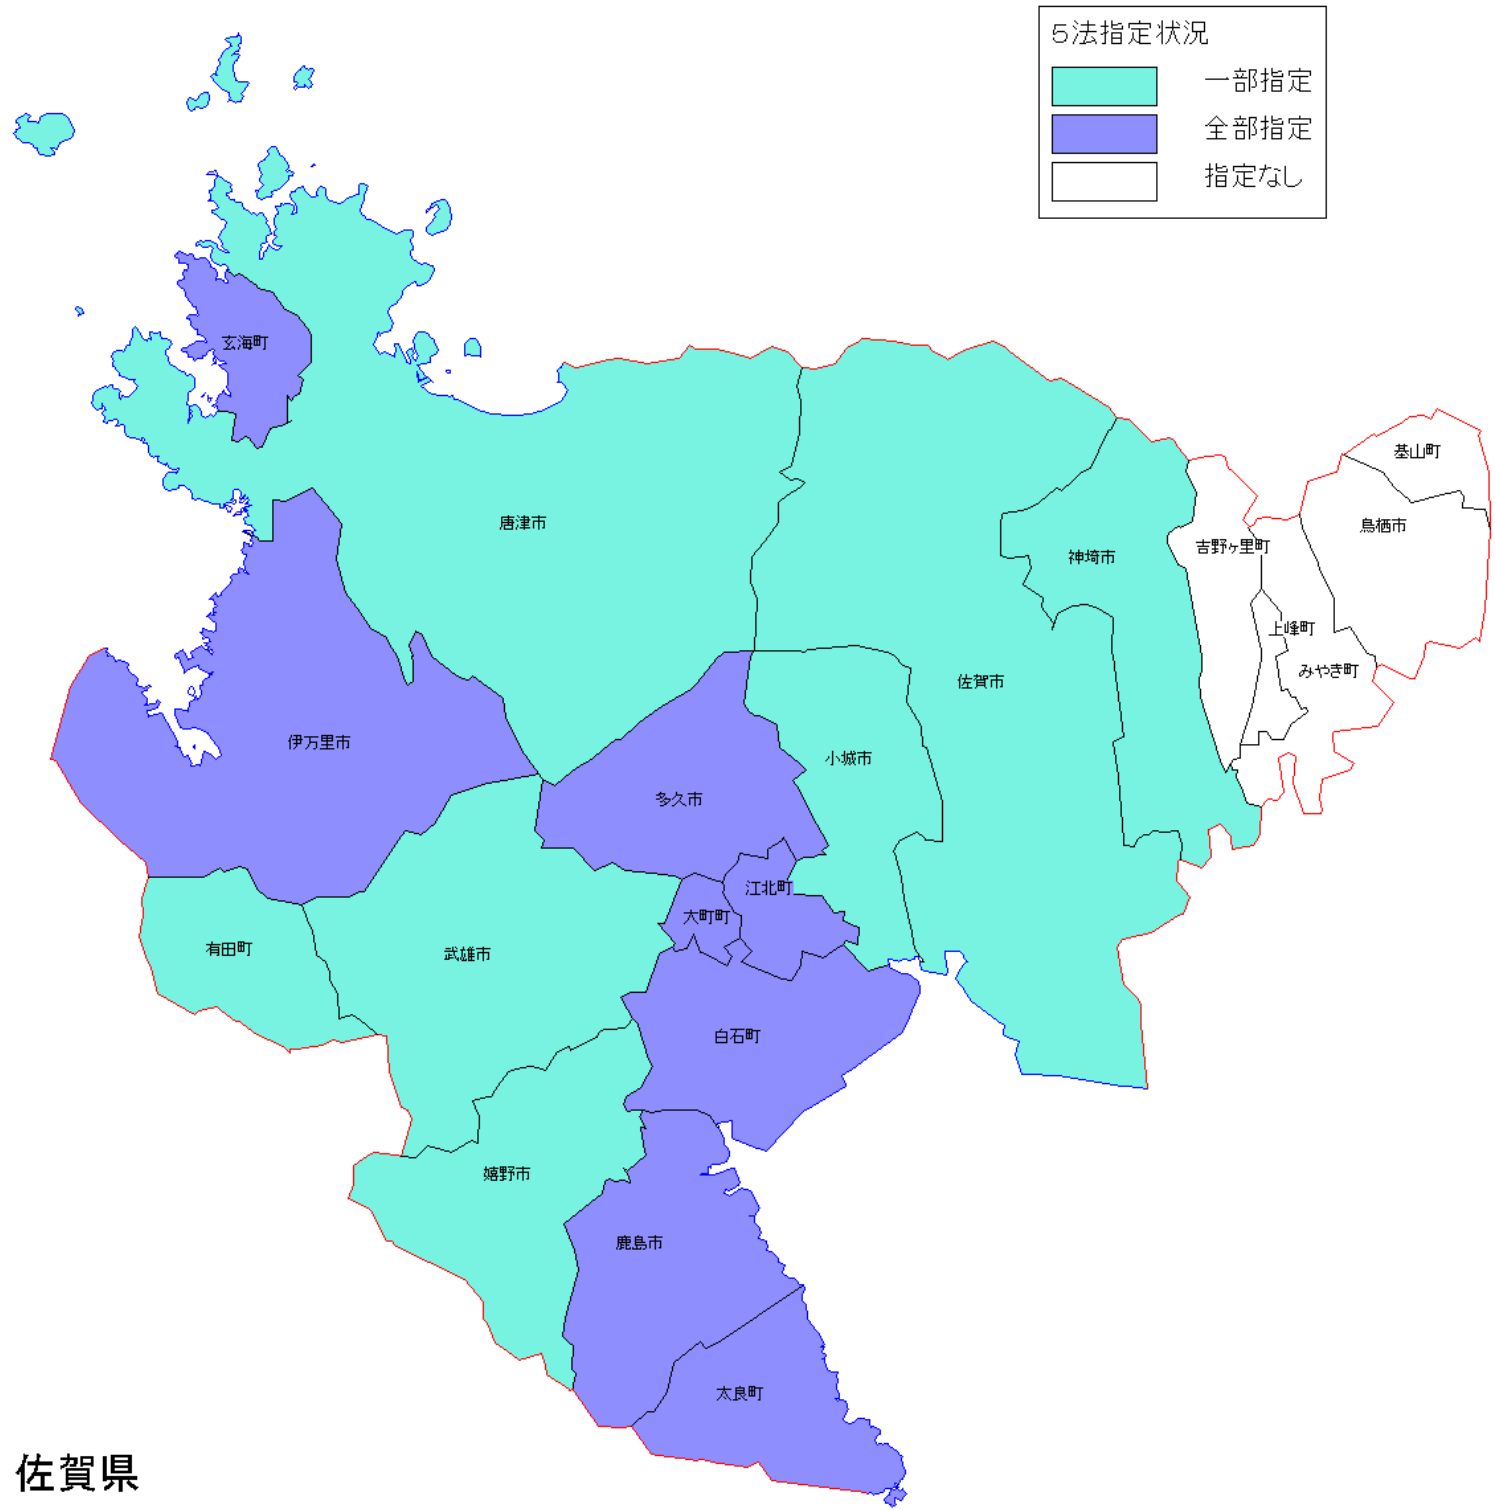 5法指定状況
一部指定
全部指定
指定なし
玄海町
基山町
唐津市
鳥栖市
神埼市
吉野ヶ里町
上峰町
みやき町
佐賀市
伊万里市
小城市
多久市
江北町
大町町
有田町
武雄市
白石町
嬉野市
鹿島市
太良町
佐賀県